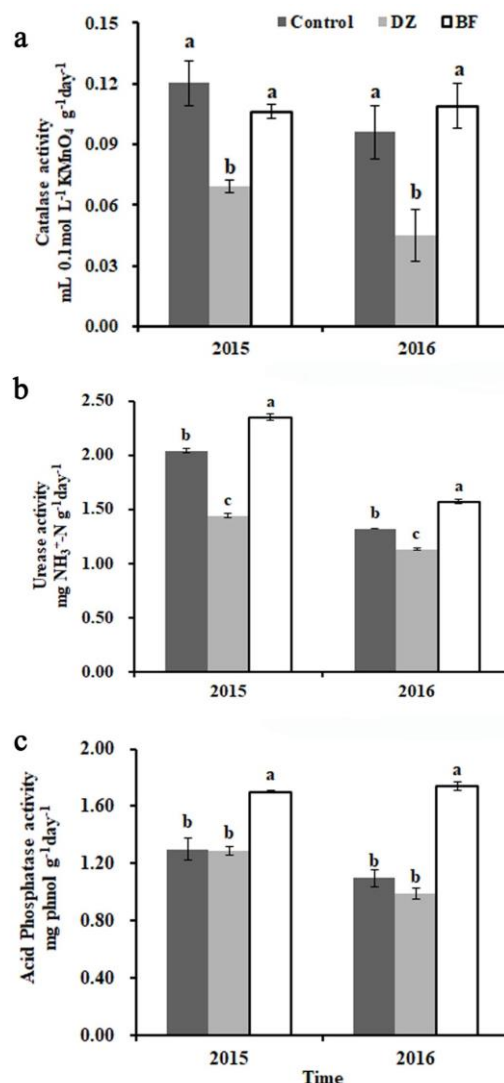 a
Control DZ BF
Catalase activity
mL 0.1mol L-1 KMnO4 g-1day-1
0.15
0.12
0.09
0.06
0.03
0.00
a
b
a
a
b
a
2015 2016
b
Urease activity
mg NH3+-N g-1day-1
2.50
2.00
1.50
1.00
0.50
0.00
b
c
a
b
c
a
2015 2016
c
Acid Phosphatase activity
mg phnol g-1day-1
2.00
1.60
1.20
0.80
0.40
0.00
b
b
a
b
b
a
2015 2016
Time